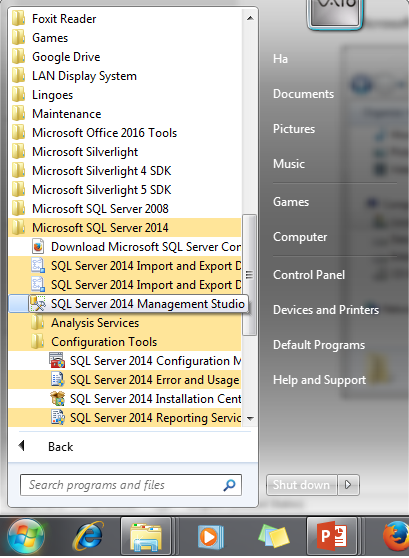 Foxit Reader
Games
Google Drive
LAN Display System
Lingoes
Maintenance
Microsoft Office 2016 Tools
Microsoft Silverlight
Microsoft Silverlight 4 SDK
Microsoft Silverlight 5 SDK
Microsoft SQL Server 2008
Microsoft SQL Server 2014
Download Microsoft SQL Server Con
SQL Server 2014 Import and Export D
SQL Server 2014 Import and Export D
SQL Server 2014 Management Studio
Analysis Services
Configuration Tools
SQL Server 2014 Configuration M
SQL Server 2014 Error and Usage
SQL Server 2014 Installation Cent
SQL Server 2014 Reporting Servic
Back
Search programs and files
Ha
Documents
Pictures
Music
Games
Computer
Control Panel
Devices and Printers
Default Programs
Help and Support
Shut down